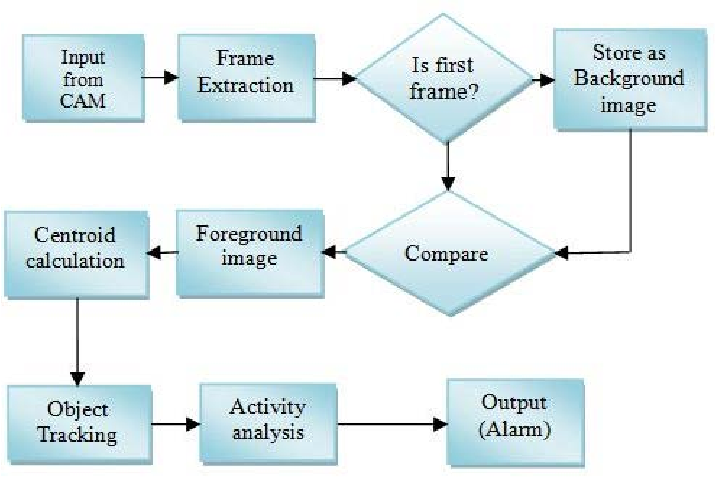 Input
from
CAM
Frame
Extraction
Is first
frame?
Store as
Background
image
Compare
Foreground
image
Centroid
calculation
Object
Tracking
Activity
analysis
Output
(Alarm)